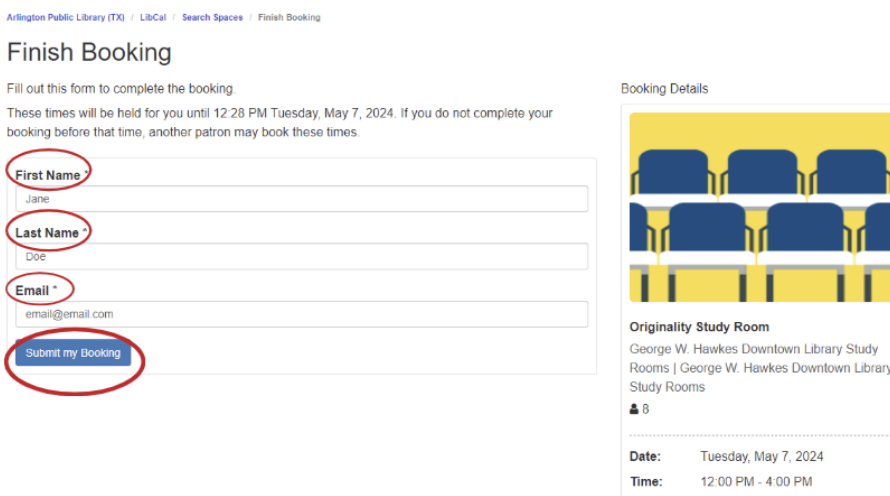 Arlington Public Library (TX) / LibCal / Search Spaces / Finish Booking
Finish Booking
Fill out this form to complete the booking.
These times will be held for you until 12:28 PM Tuesday, May 7, 2024. If you do not complete your
booking before that time, another patron may book these times.
First Name *
Jane
Last Name *
Doe
Email *
email@email.com
Submit my Booking
Booking Details
Originality Study Room
George W. Hawkes Downtown Library Study
Rooms | George W. Hawkes Downtown Library
Study Rooms
8
Date: Tuesday, May 7, 2024
Time: 12:00 PM - 4:00 PM